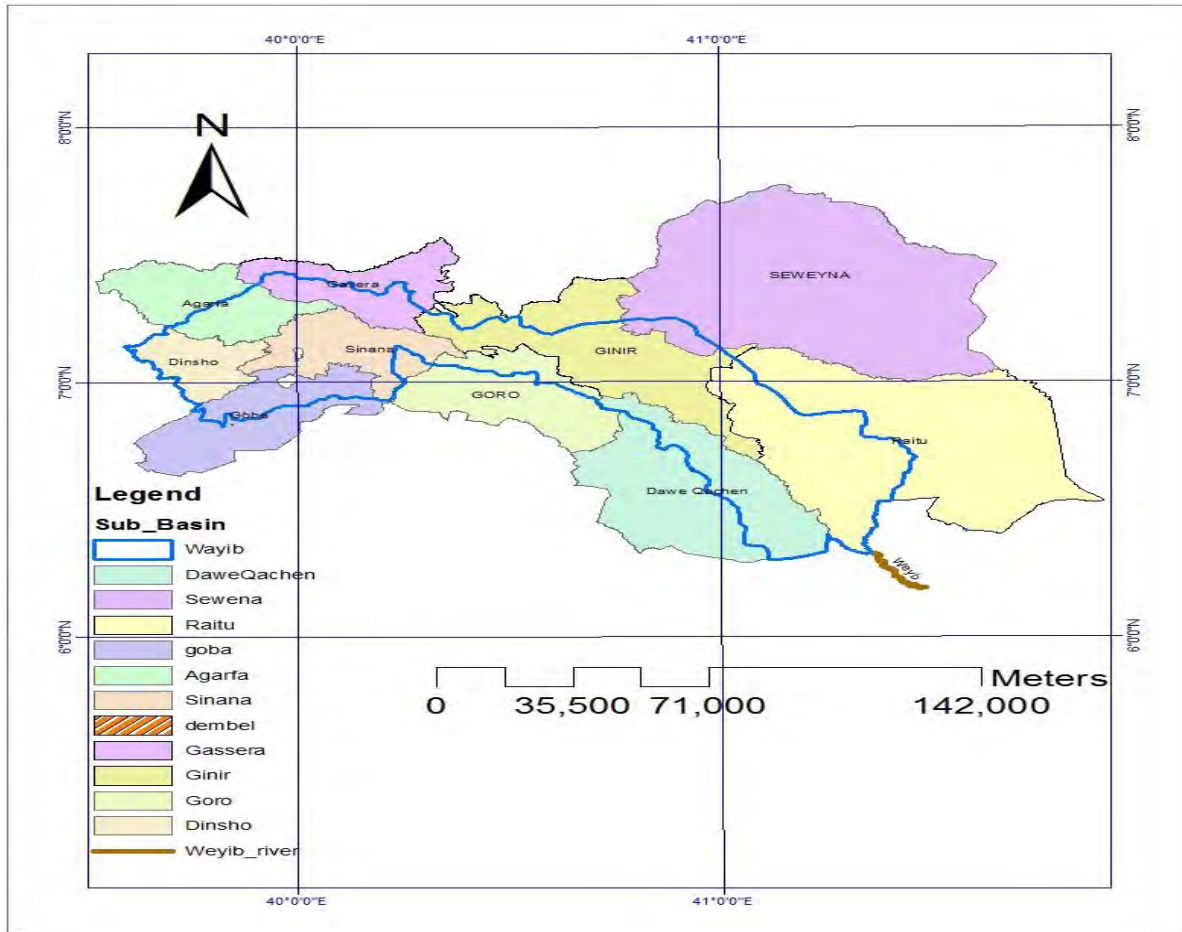 40°0'0"E
41°0'0"E
8°0'0"N
8°0'0"N
N
SEWEYNA
Gasera
Agarfa
Sinana
GINIR
Dinsho
7°0'0"N
7°0'0"N
GORO
Goba
Raitu
Dawe Qachen
Weyb
Legend
Sub_Basin
Wayib
DaweQachen
Sewena
Raitu
goba
Agarfa
Sinana
dembel
Gassera
Ginir
Goro
Dinsho
Weyib_river
6°0'0"N
6°0'0"N
Meters
0 35,500 71,000 142,000
40°0'0"E
41°0'0"E